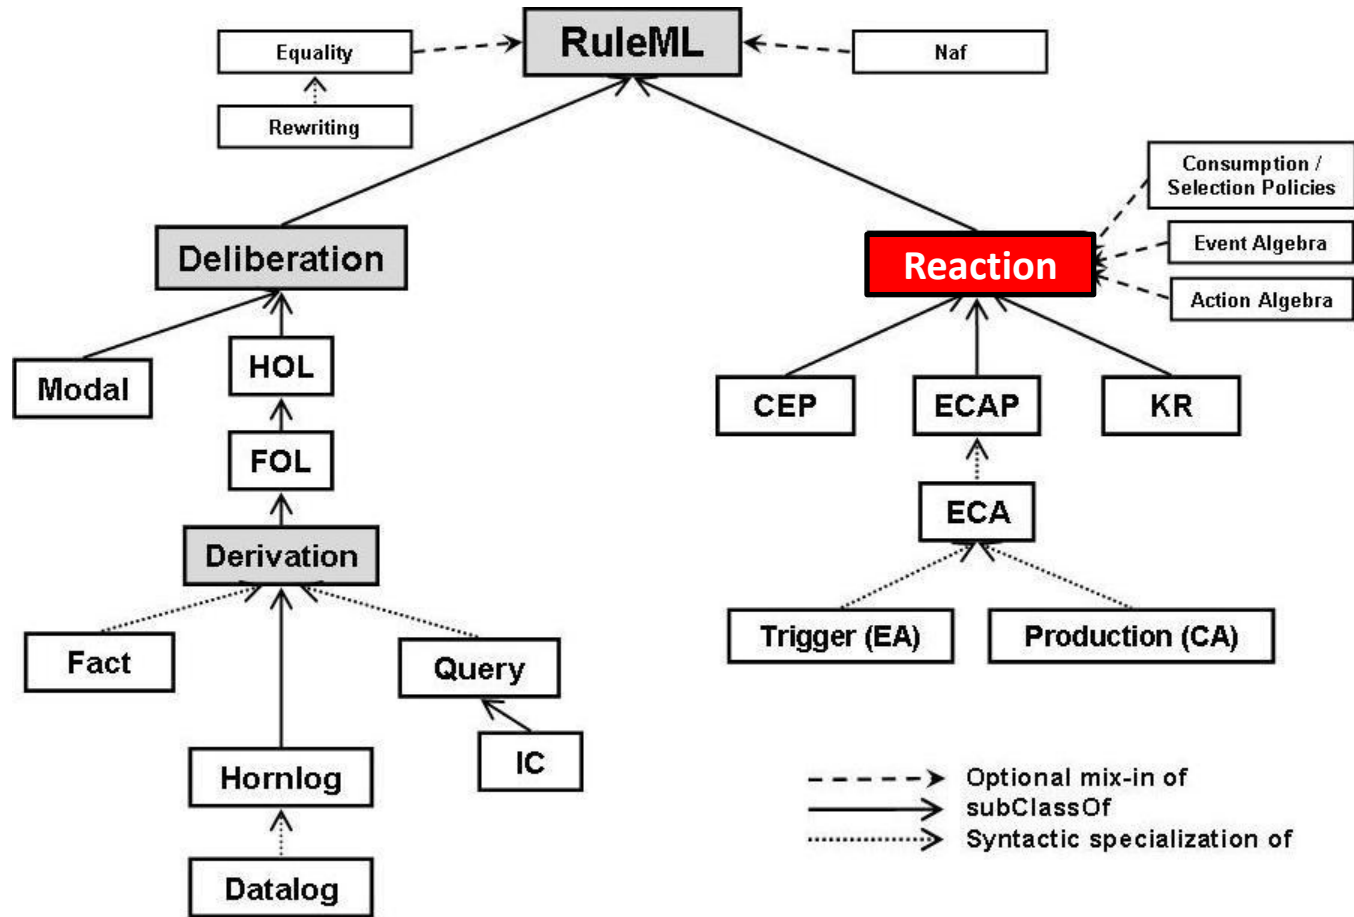 RuleML
Equality
Naf
Rewriting
Consumption /
Selection Policies
Event Algebra
Action Algebra
Deliberation
Reaction
Modal
HOL
CEP
ECAP
KR
FOL
ECA
Derivation
Trigger (EA)
Production (CA)
Fact
Query
IC
Hornlog
Datalog
Optional mix-in of
subClassOf
Syntactic specialization of